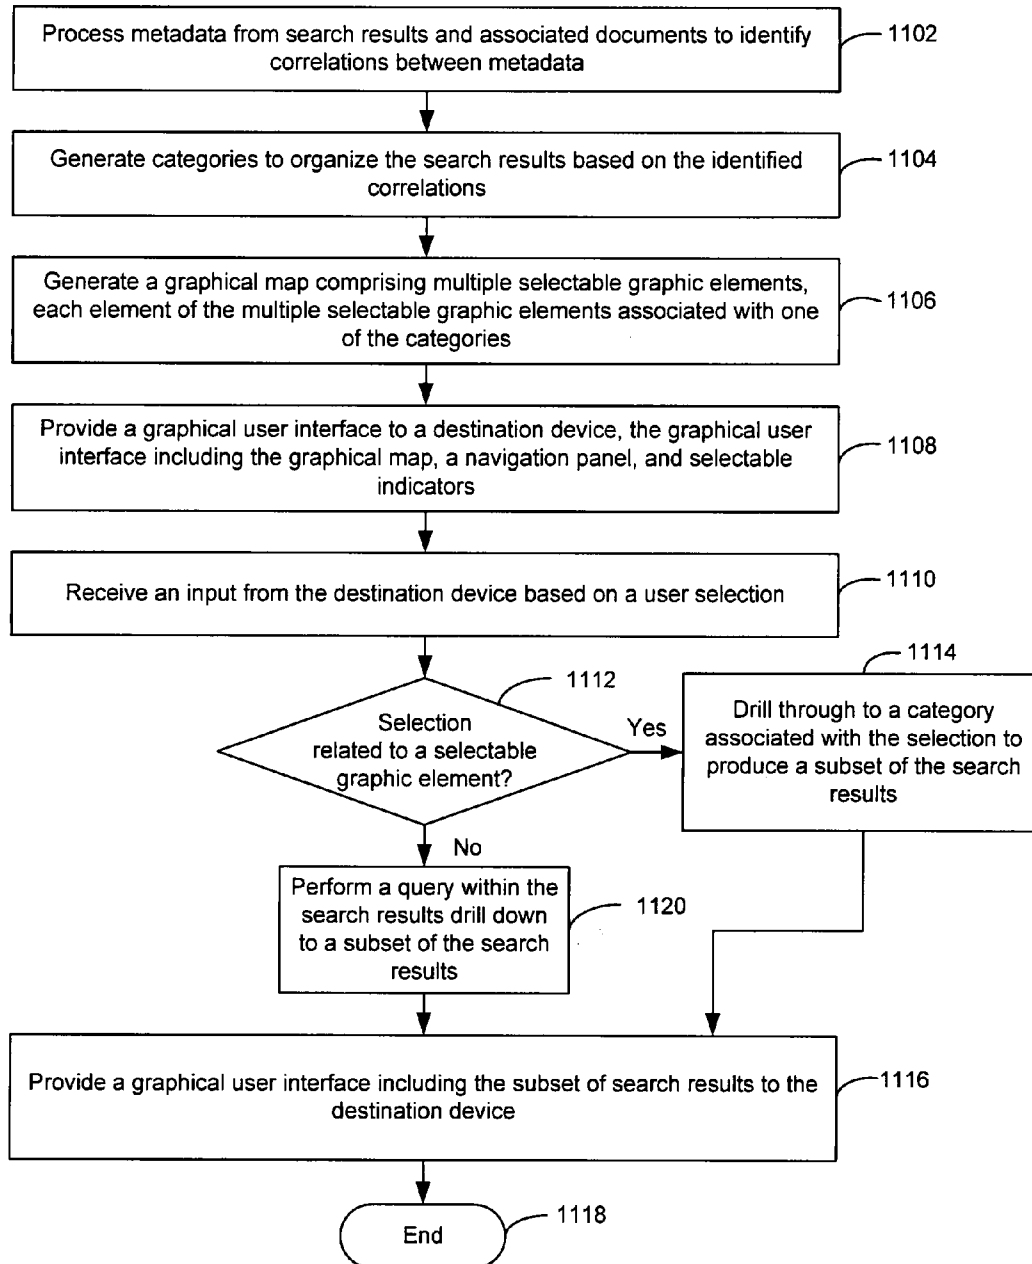 Process metadata from search results and associated documents to identify
correlations between metadata
1102
Generate categories to organize the search results based on the identified
correlations
1104
Generate a graphical map comprising multiple selectable graphic elements,
each element of the multiple selectable graphic elements associated with one
of the categories
1106
Provide a graphical user interface to a destination device, the graphical user
interface including the graphical map, a navigation panel, and selectable
indicators
1108
Receive an input from the destination device based on a user selection
1110
1112
Selection
related to a selectable
graphic element?
Yes
1114
Drill through to a category
associated with the selection to
produce a subset of the search
results
No
Perform a query within the
search results drill down
to a subset of the search
results
1120
Provide a graphical user interface including the subset of search results to the
destination device
1116
End
1118